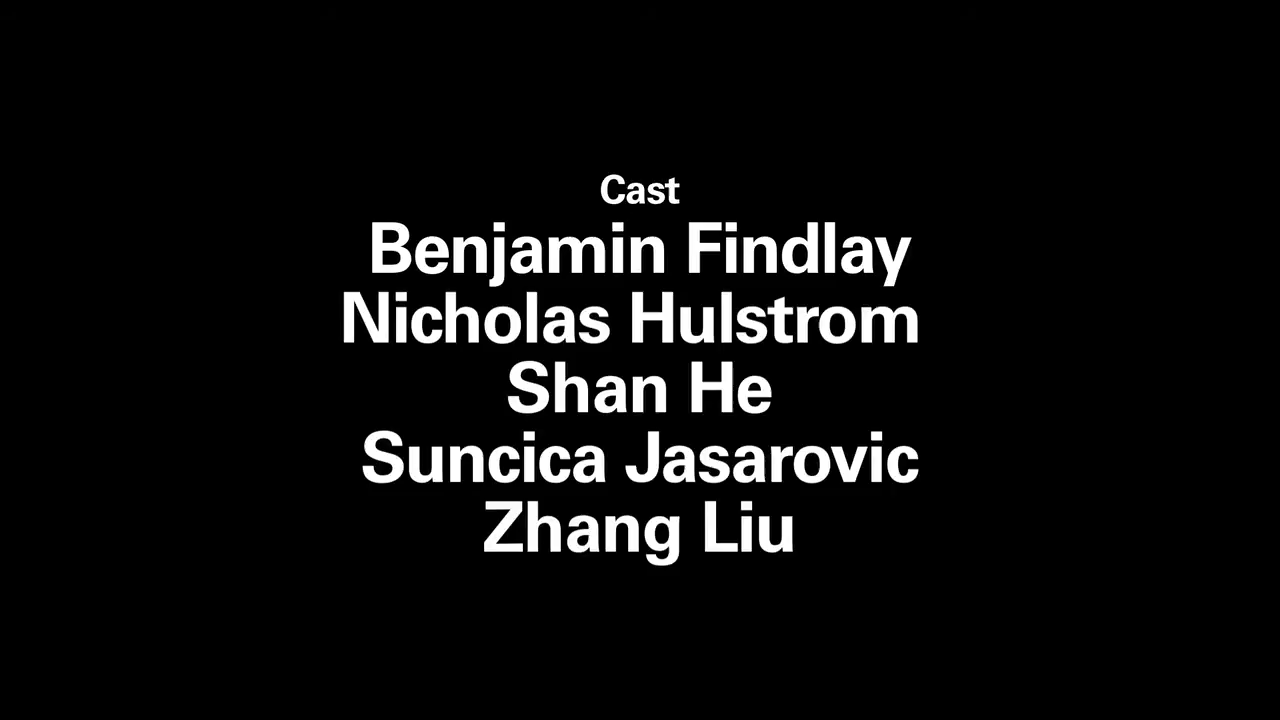 Cast
Benjamin Findlay
Nicholas Hulstrom
Shan He
Suncica Jasarovic
Zhang Liu